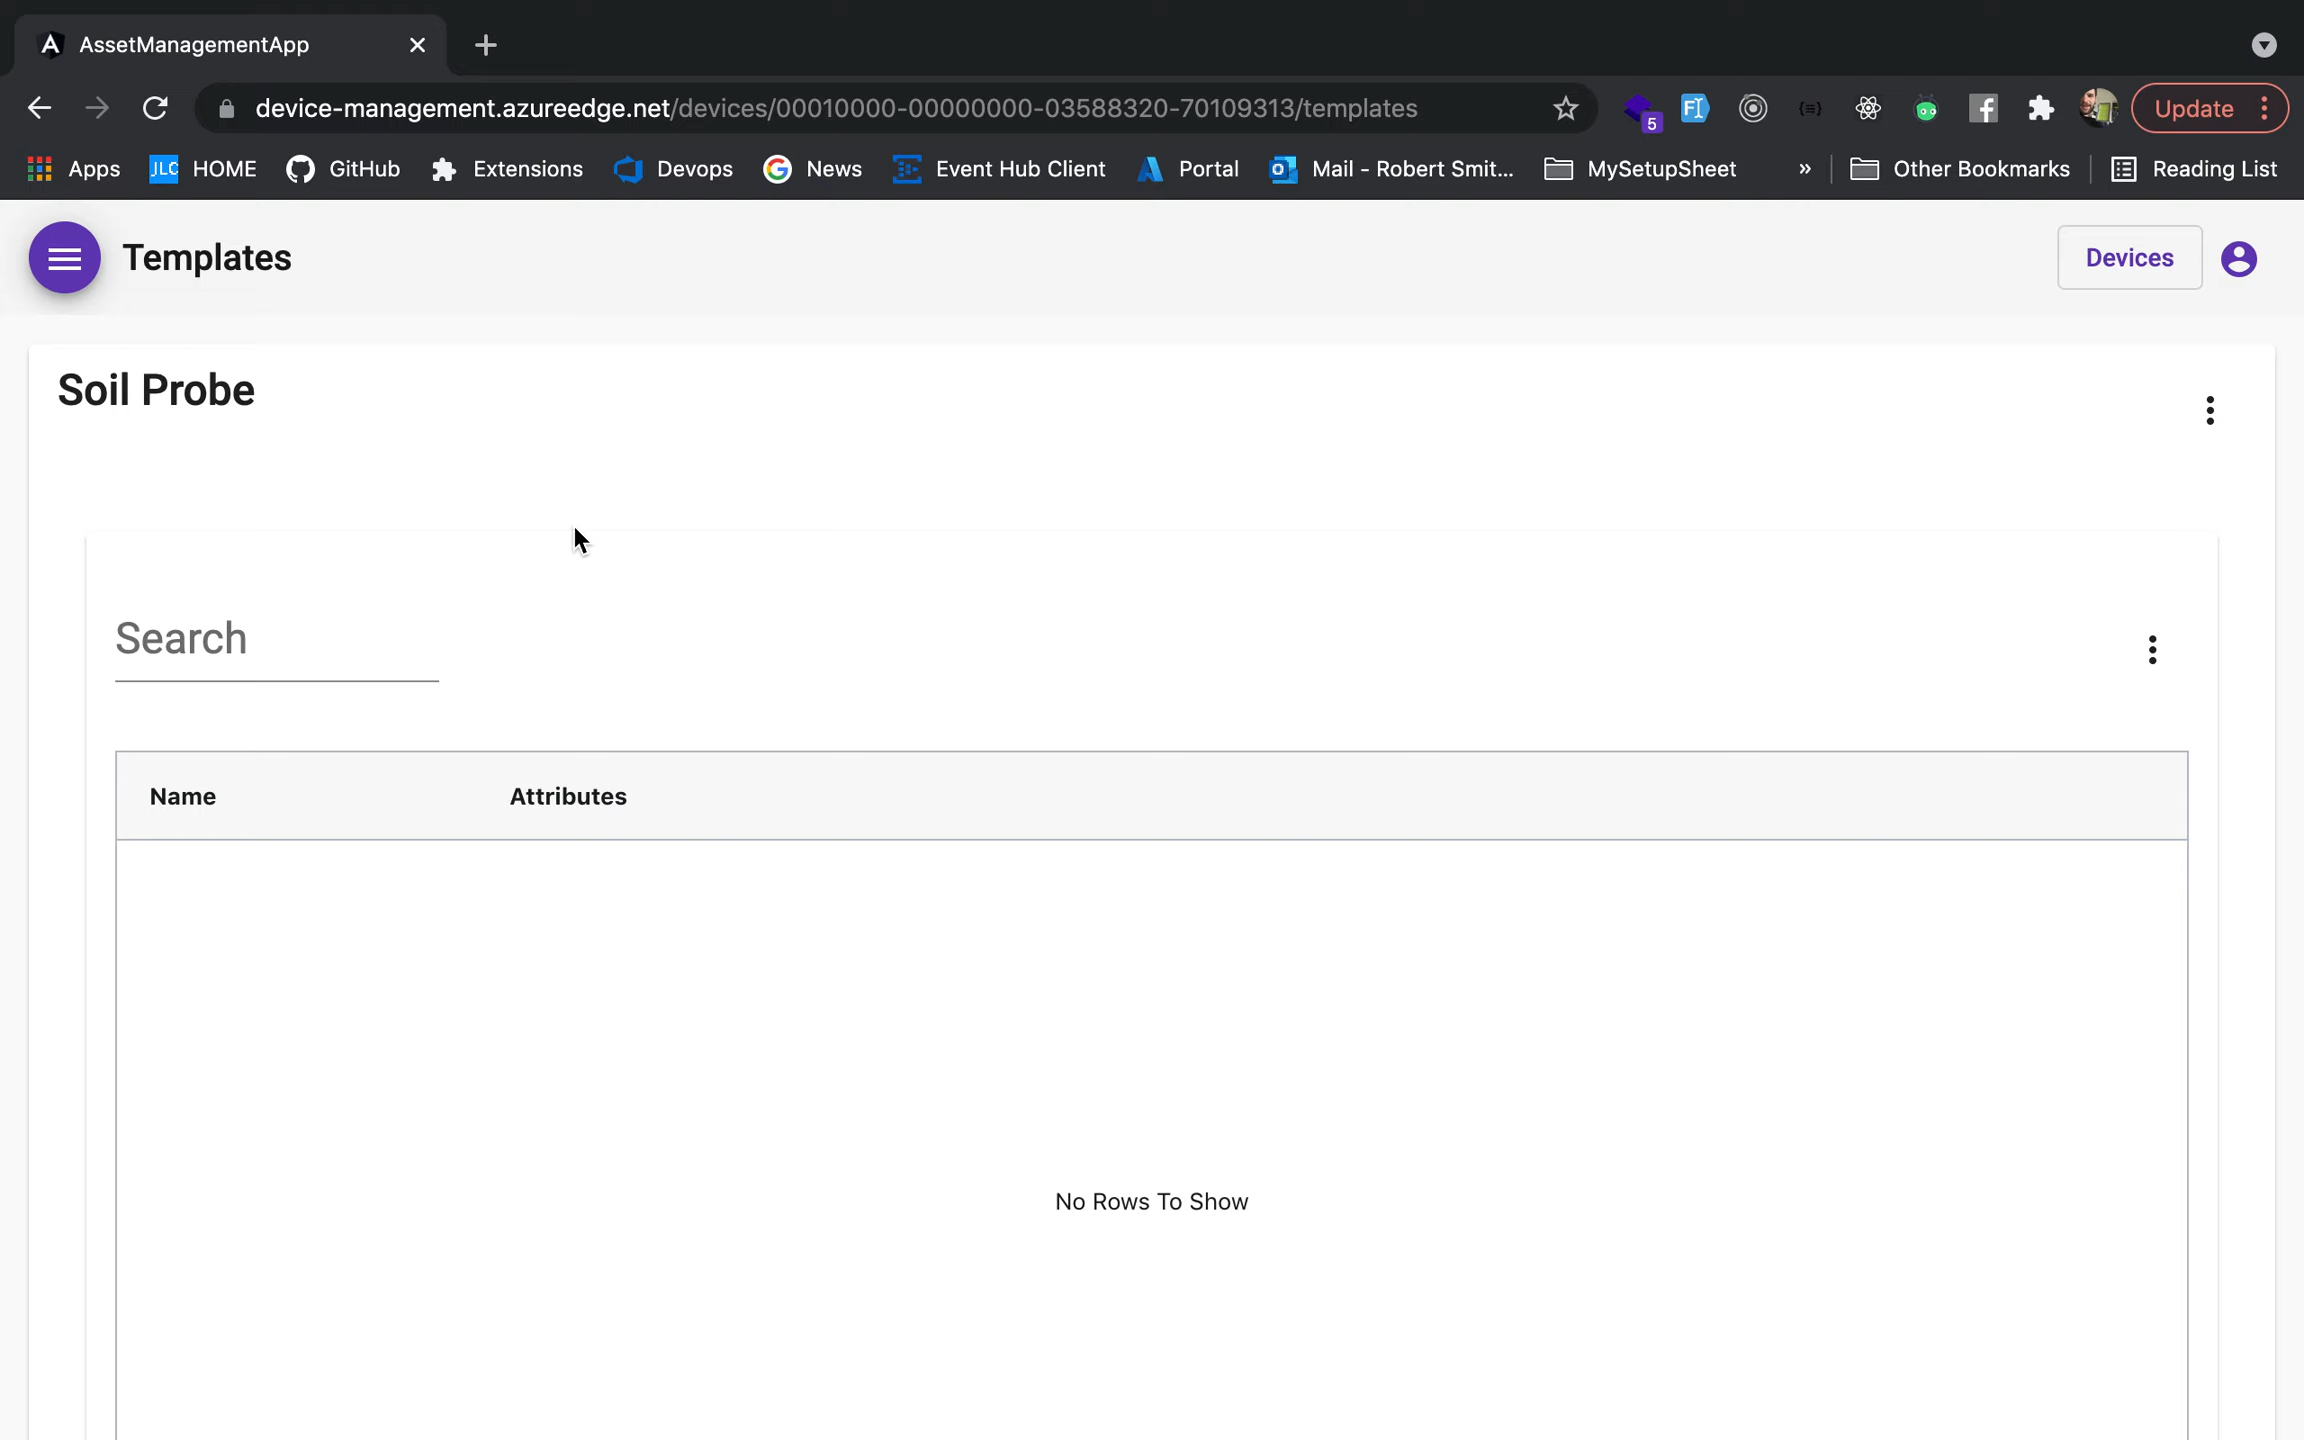 AssetManagementApp
device-management.azureedge.net/devices/00010000-00000000-03588320-70109313/templates
5
Update
Apps
JLC HOME
GitHub
Extensions
Devops
News
Event Hub Client
Portal
Mail - Robert Smit...
MySetupSheet
»
Other Bookmarks
Reading List
Templates
Devices
Soil Probe
Search
Name
Attributes
No Rows To Show